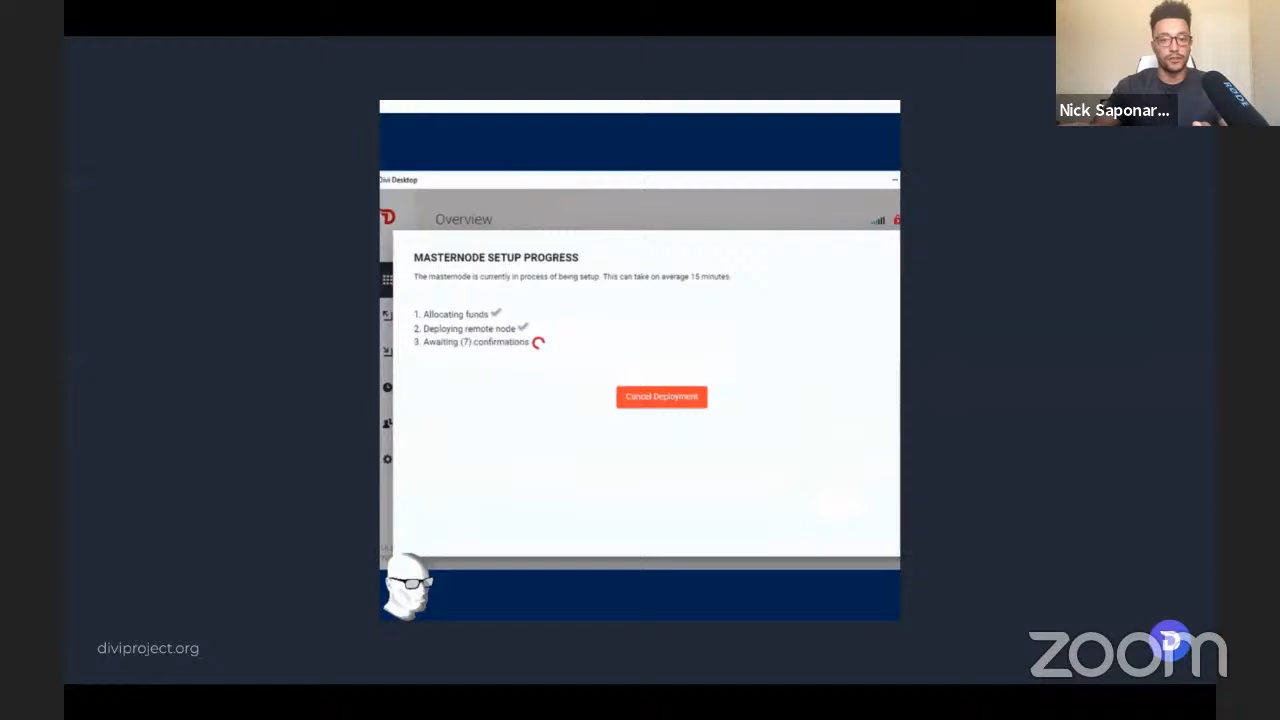 Nick Saponar...
RODE
Divi Desktop
Overview
MASTERNODE SETUP PROGRESS
The masternode is currently in process of being setup. This can take on average 15 minutes.
1. Allocating funds
2. Deploying remote node
3. Awaiting (7) confirmations
Cancel Deployment
diviproject.org
zoom